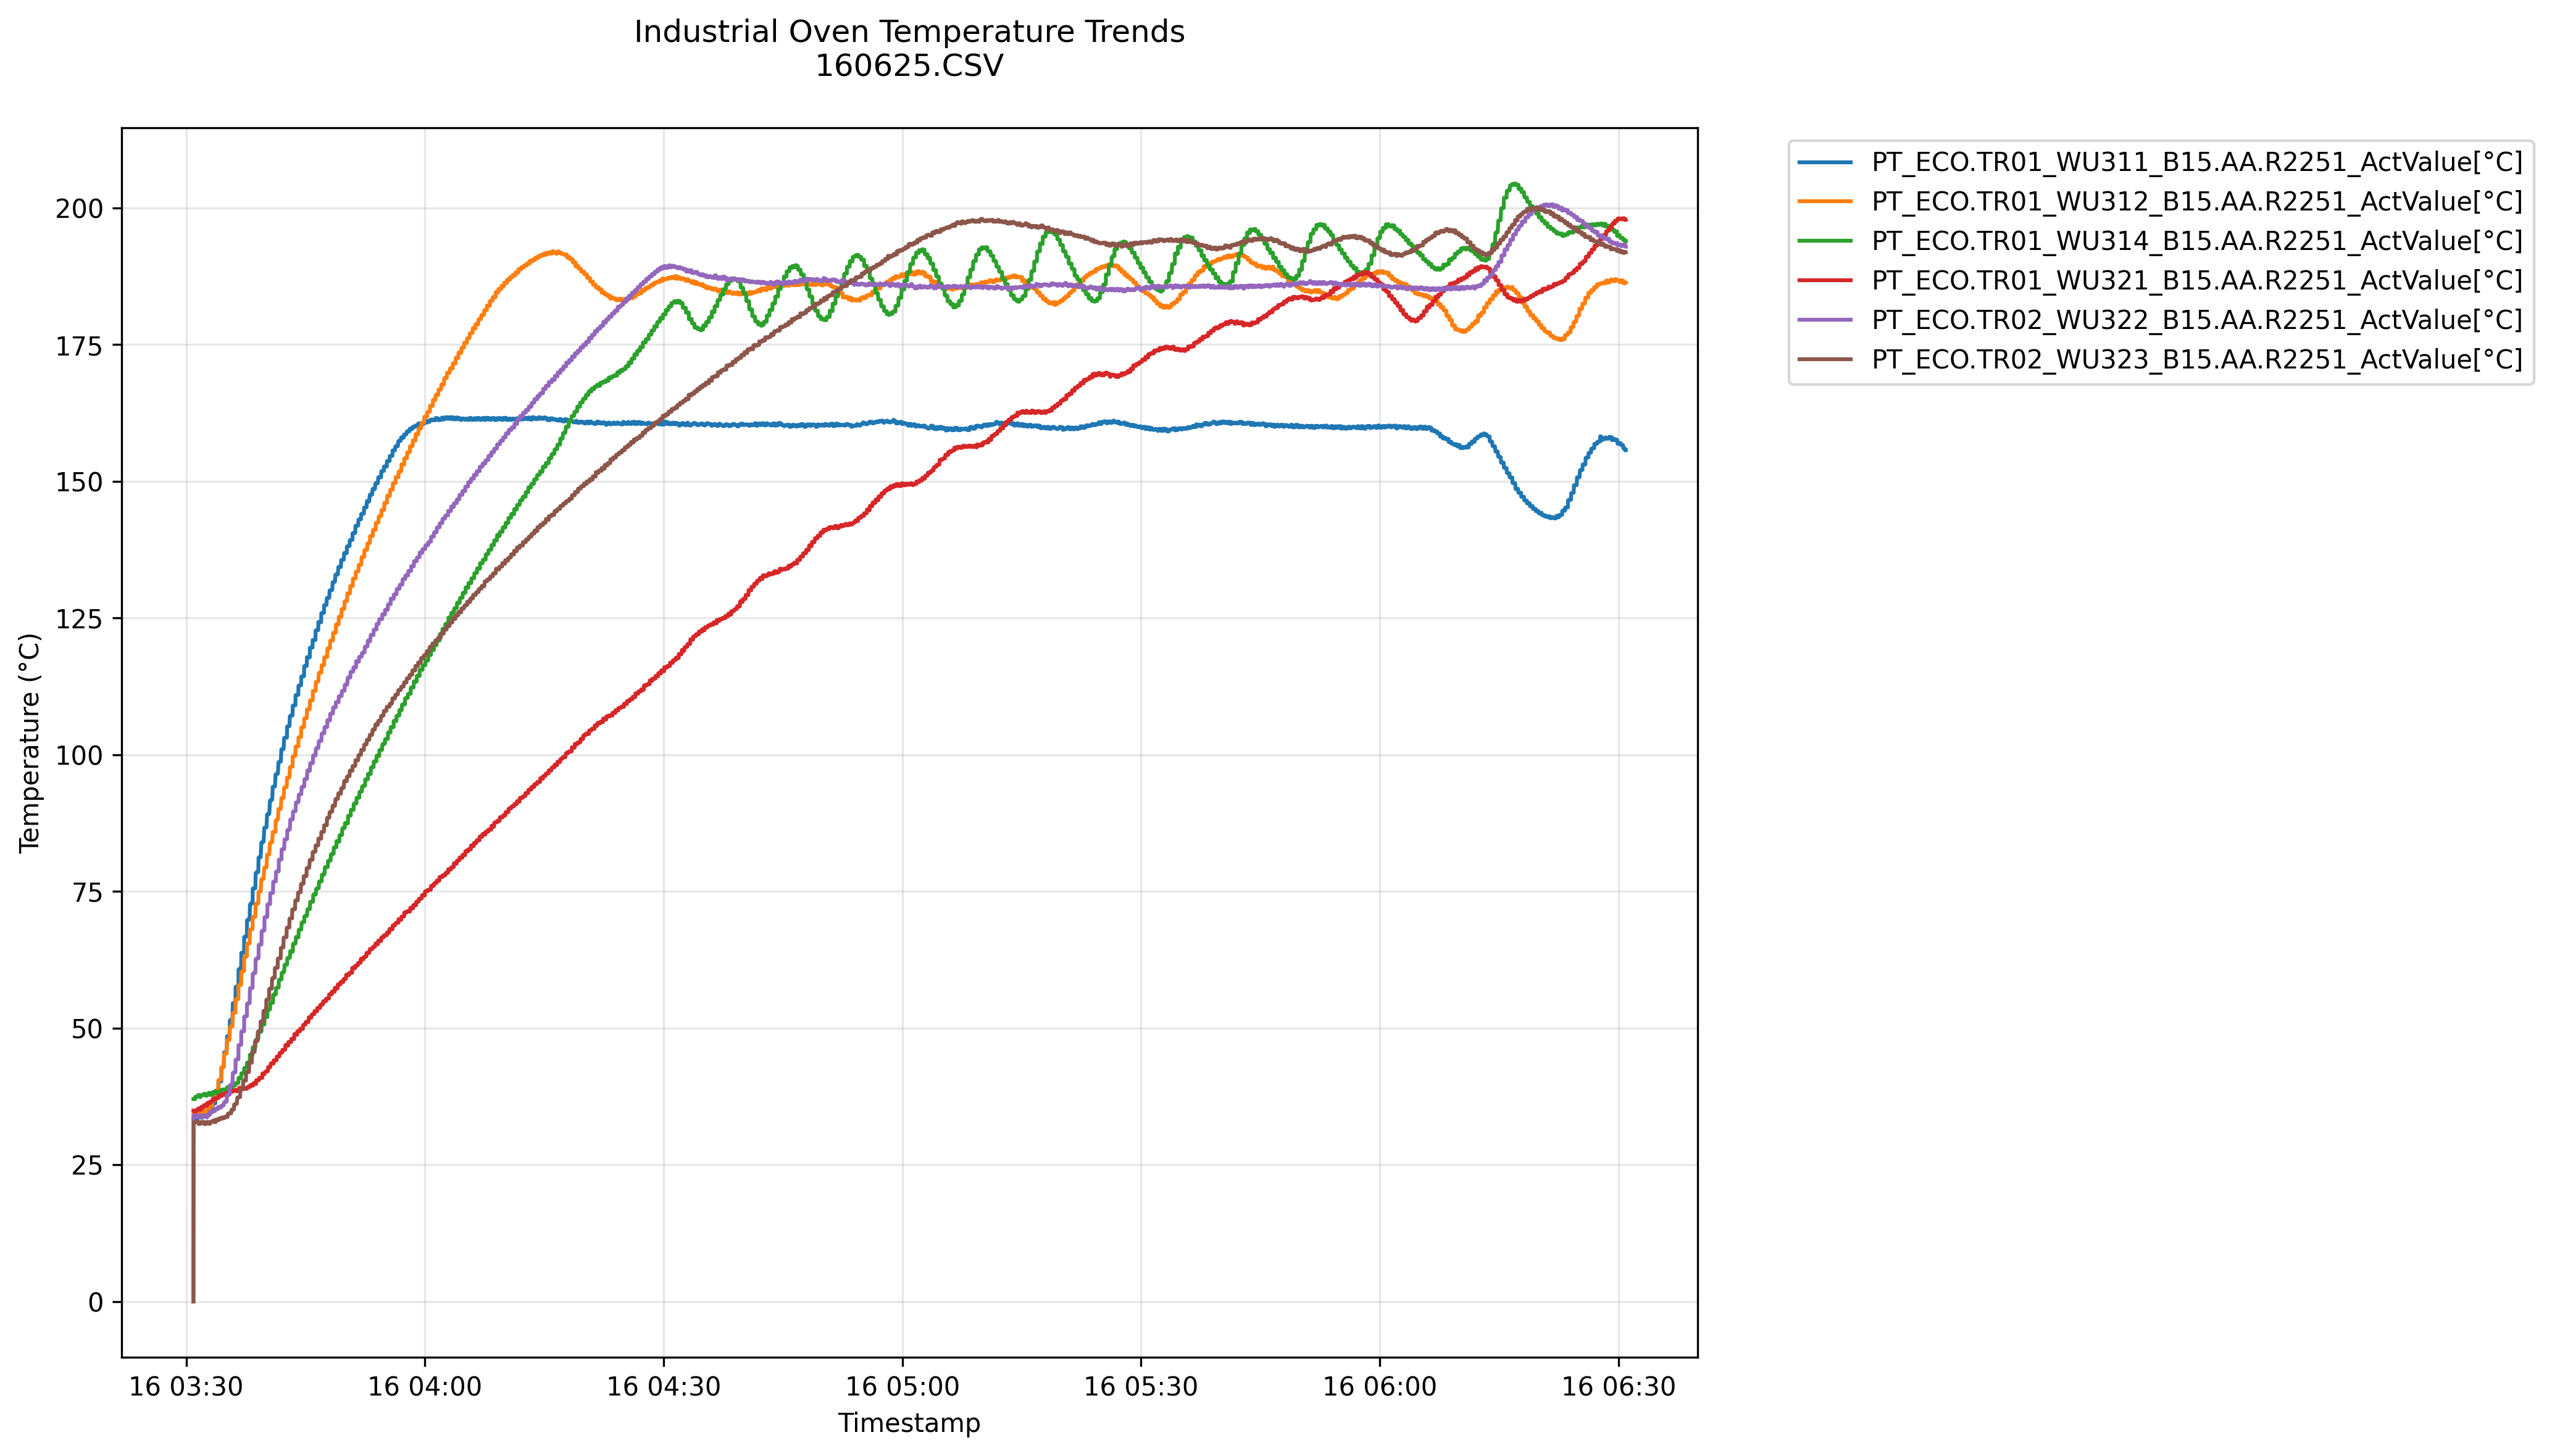 Industrial Oven Temperature Trends
160625.CSV
PT_ECO.TR01_WU311_B15.AA.R2251_ActValue[°C]
PT_ECO.TR01_WU312_B15.AA.R2251_ActValue[°C]
PT_ECO.TR01_WU314_B15.AA.R2251_ActValue[°C]
PT_ECO.TR01_WU321_B15.AA.R2251_ActValue[°C]
PT_ECO.TR02_WU322_B15.AA.R2251_ActValue[°C]
PT_ECO.TR02_WU323_B15.AA.R2251_ActValue[°C]
Temperature (°C)
200
175
150
125
100
75
50
25
0
16 03:30 16 04:00 16 04:30 16 05:00 16 05:30 16 06:00 16 06:30
Timestamp